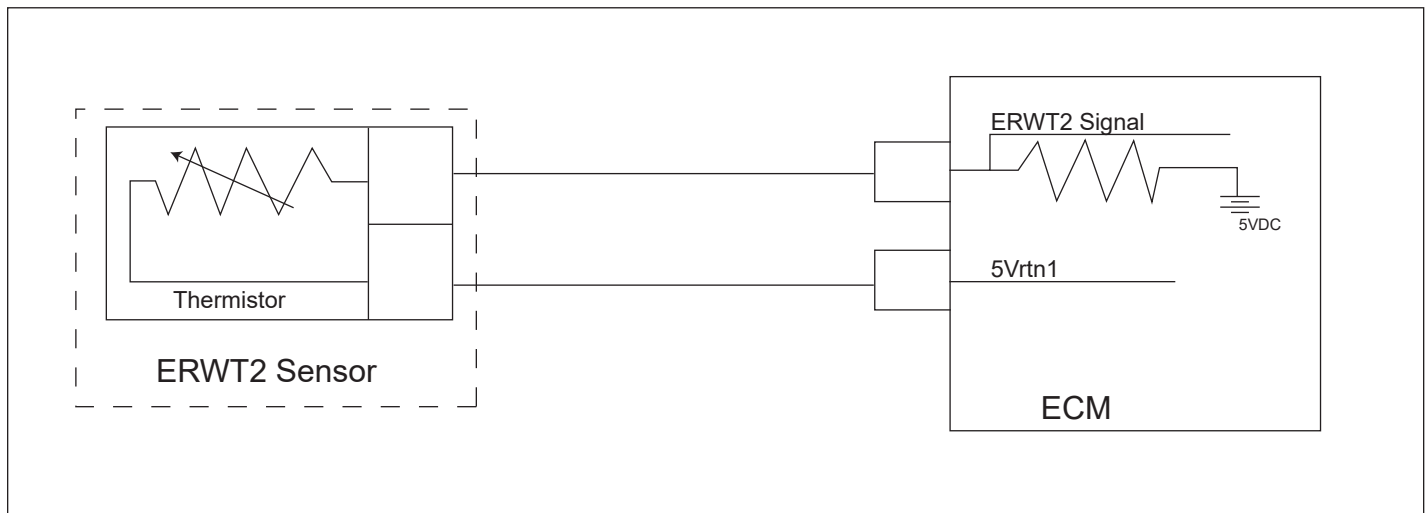 ERWT2 Signal
5VDC
5Vrtn1
Thermistor
ERWT2 Sensor
ECM